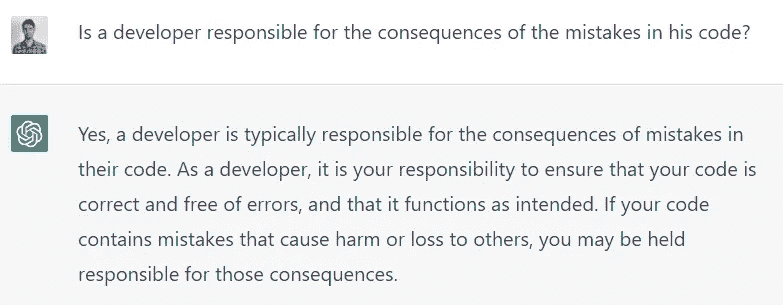 Is a developer responsible for the consequences of the mistakes in his code?
Yes, a developer is typically responsible for the consequences of mistakes in
their code. As a developer, it is your responsibility to ensure that your code is
correct and free of errors, and that it functions as intended. If your code
contains mistakes that cause harm or loss to others, you may be held
responsible for those consequences.